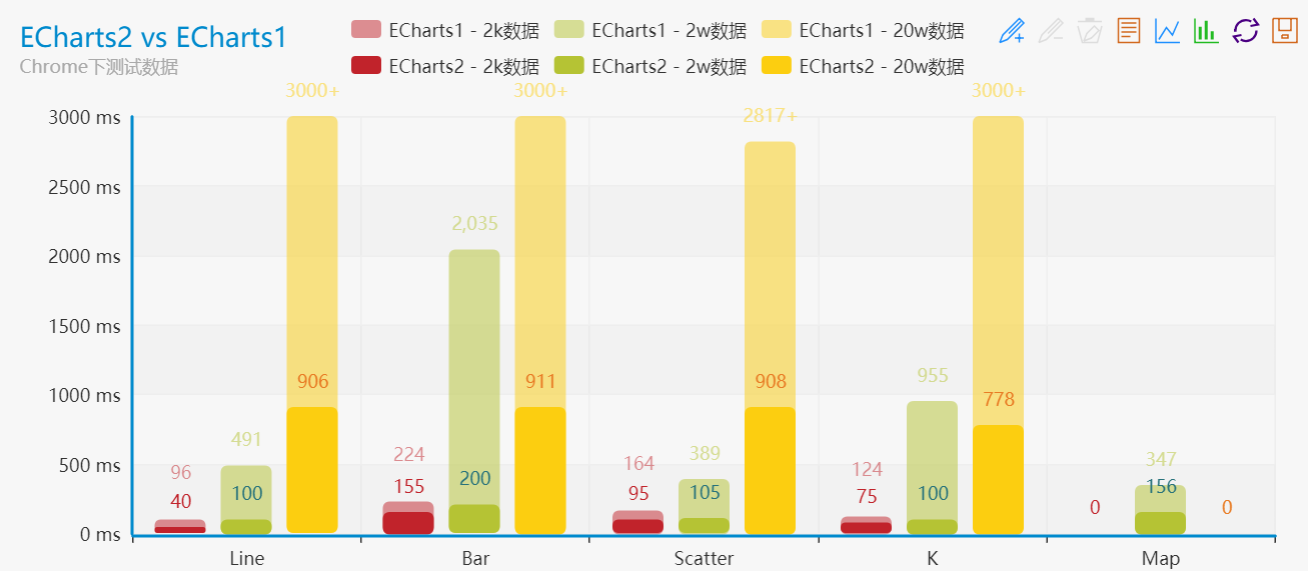 ECharts2 vs ECharts1
Chrome下测试数据
ECharts1 - 2k数据 ECharts1 - 2w数据 ECharts1 - 20w数据
ECharts2 - 2k数据 ECharts2 - 2w数据 ECharts2 - 20w数据
3000+ 3000+ 3000+
3000 ms 2817+
2500 ms
2,035
2000 ms
1500 ms
906 911 908 955
1000 ms 778
491 224 164 389 347
500 ms 96 124
40 100 155 200 95 105 75 100 0 156 0
0 ms
Line Bar Scatter K Map